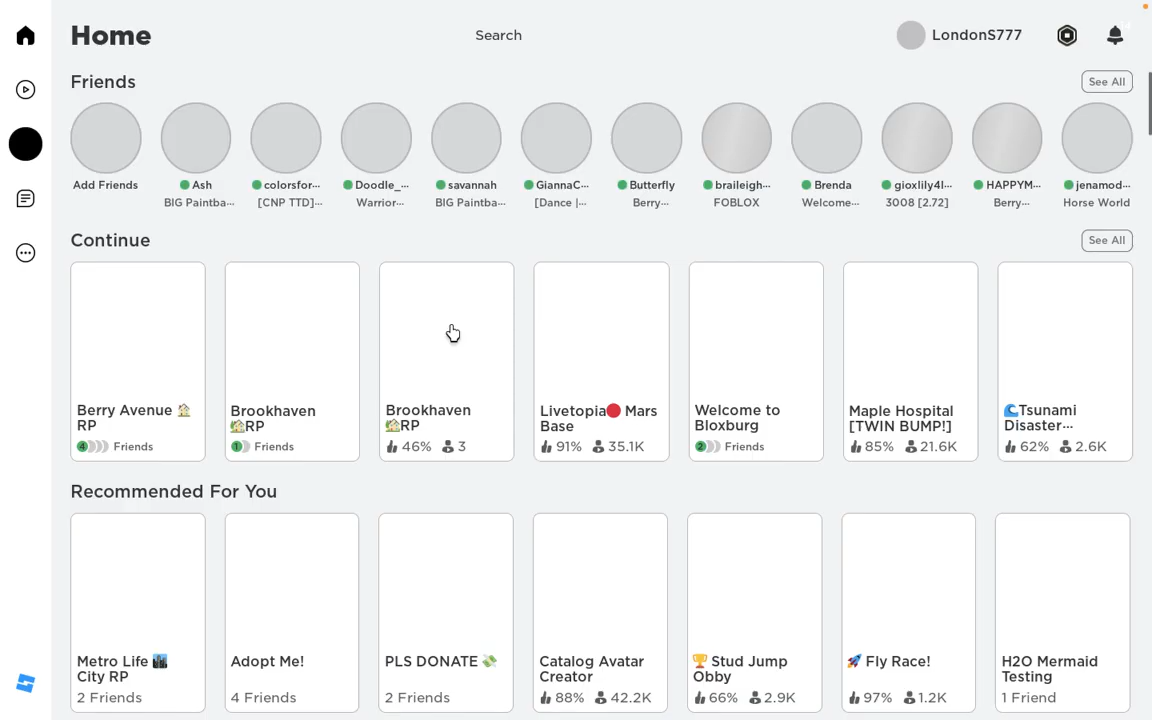 Home
Search
LondonS777
Friends
See All
Add Friends
Ash
colorsfor...
Doodle_...
savannah
GiannaC...
Butterfly
braileigh...
Brenda
gioxlily4l...
HAPPYM...
jenamod...
BIG Paintba...
[CNP TTD]...
Warrior...
BIG Paintba...
[Dance |...
Berry...
FOBLOX
Welcome...
3008 [2.72]
Berry...
Horse World
Continue
See All
Berry Avenue 🏠
RP
4 Friends
Brookhaven
🏡RP
1 Friends
Brookhaven
🏡RP
46% 3
Livetopia🔴 Mars
Base
91% 35.1K
Welcome to
Bloxburg
2 Friends
Maple Hospital
[TWIN BUMP!]
85% 21.6K
🌊Tsunami
Disaster...
62% 2.6K
Recommended For You
Metro Life 🏙️
City RP
2 Friends
Adopt Me!
4 Friends
PLS DONATE 💸
2 Friends
Catalog Avatar
Creator
88% 42.2K
🏆 Stud Jump
Obby
66% 2.9K
🚀 Fly Race!
97% 1.2K
H2O Mermaid
Testing
1 Friend